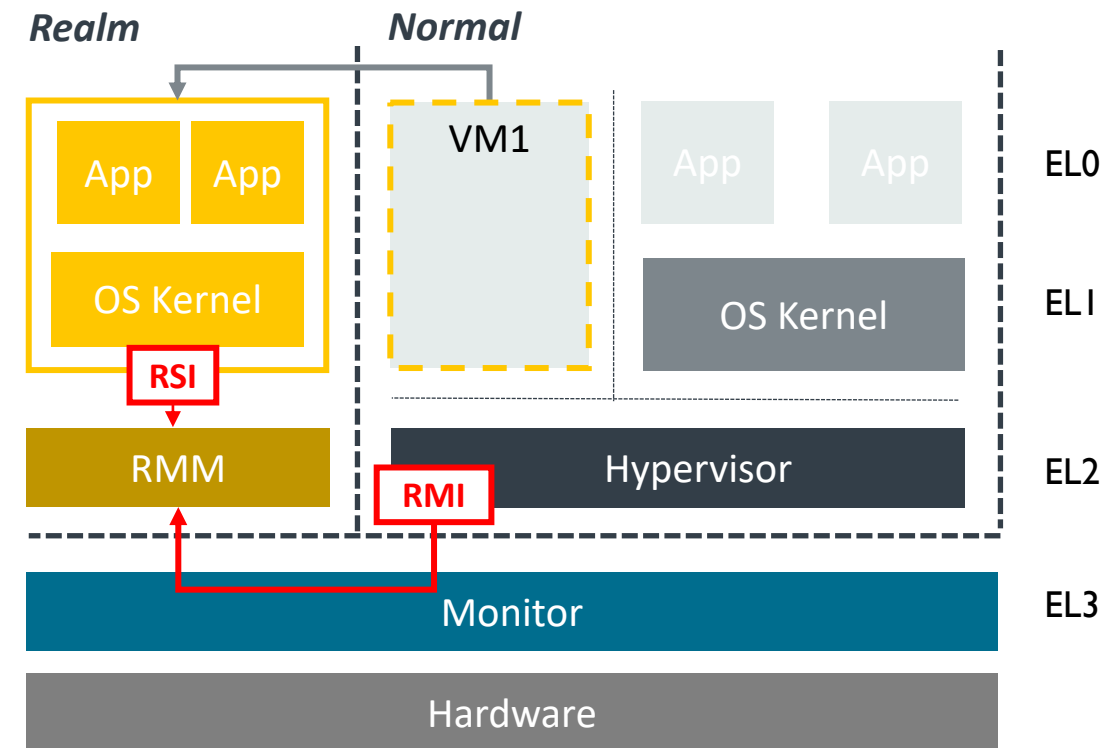 Realm
Normal
VM1
App
App
App
App
EL0
OS Kernel
OS Kernel
EL1
RSI
RMM
Hypervisor
EL2
RMI
Monitor
EL3
Hardware